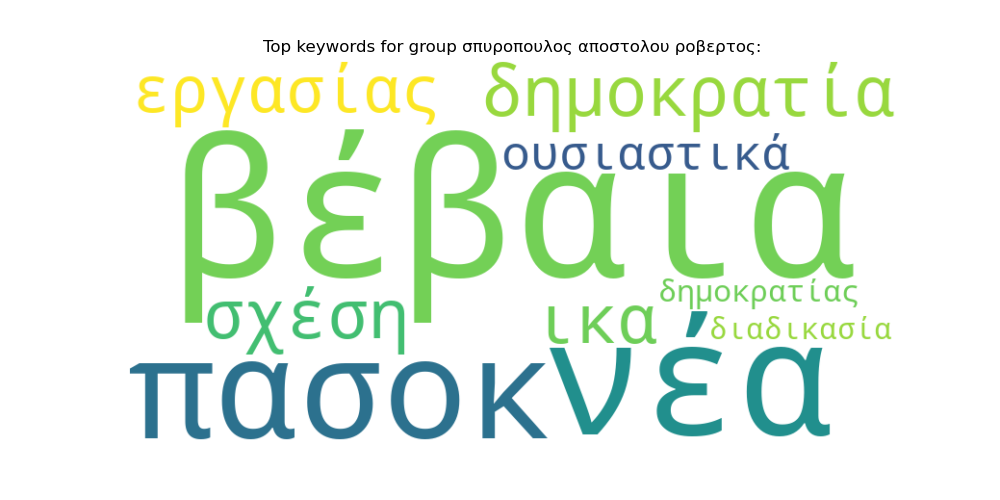 Top keywords for group σπυροπουλος αποστολου ροβερτος:
εργασίας δημοκρατία
ουσιαστικά
βέβαια
δημοκρατίας
σχέση ικα
διαδικασία
πασοκ νέα